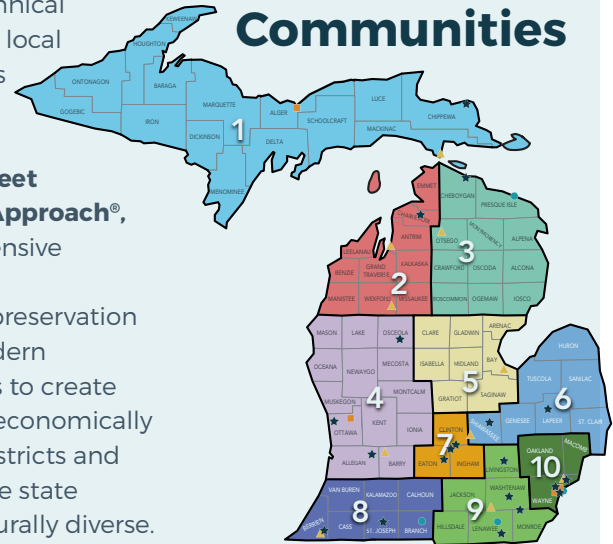 Communities
hnical
local
s
eet
Approach®,
ensive
preservation
dern
s to create
economically
stricts and
e state
urally diverse.
KEWEENAW
HOUGHTON
ONTONAGON
BARAGA
GOGEBIC
IRON
MARQUETTE
DICKINSON
MENOMINEE
1
ALGER
DELTA
SCHOOLCRAFT
LUCE
MACKINAC
CHIPPEWA
EMMET
CHARLEVOIX
ANTRIM
LEELANAU
BENZIE
GRAND
TRAVERSE
KALKASKA
2
MANISTEE
WEXFORD
MISSAUKEE
CHEBOYGAN
PRESQUE ISLE
OTSEGO
MONTMORENCY
ALPENA
3
CRAWFORD
OSCODA
ALCONA
ROSCOMMON
OGEMAW
IOSCO
MASON
LAKE
OSCEOLA
OCEANA
NEWAYGO
MECOSTA
MONTCALM
4
MUSKEGON
KENT
IONIA
OTTAWA
ALLEGAN
BARRY
CLARE
GLADWIN
ARENAC
ISABELLA
MIDLAND
BAY
5
GRATIOT
SAGINAW
HURON
TUSCOLA
SANILAC
6
GENESEE
LAPEER
ST. CLAIR
SHIAWASSEE
CLINTON
7
EATON
INGHAM
VAN BUREN
KALAMAZOO
CALHOUN
8
BERRIEN
CASS
ST. JOSEPH
BRANCH
LIVINGSTON
JACKSON
WASHTENAW
9
HILLSDALE
LENAWEE
MONROE
OAKLAND
MACOMB
10
WAYNE